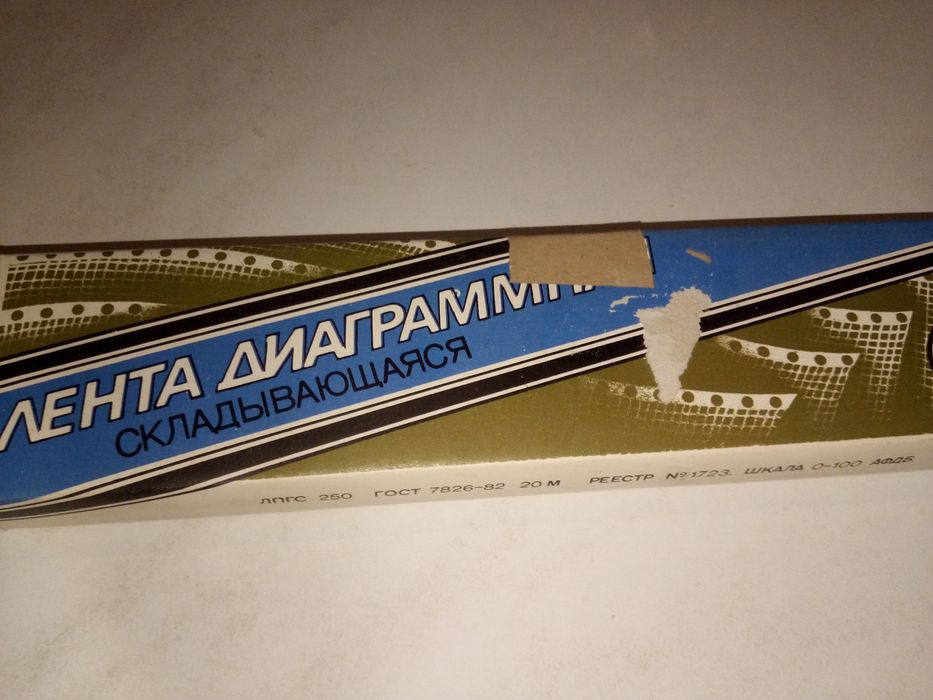 ЛЕНТА ДИАГРАММН
СКЛАДЫВАЮЩАЯСЯ
ЛПГС 250 ГОСТ 7826-82 20 М РЕЕСТР №1723. ШКАЛА 0-100 АФДБ